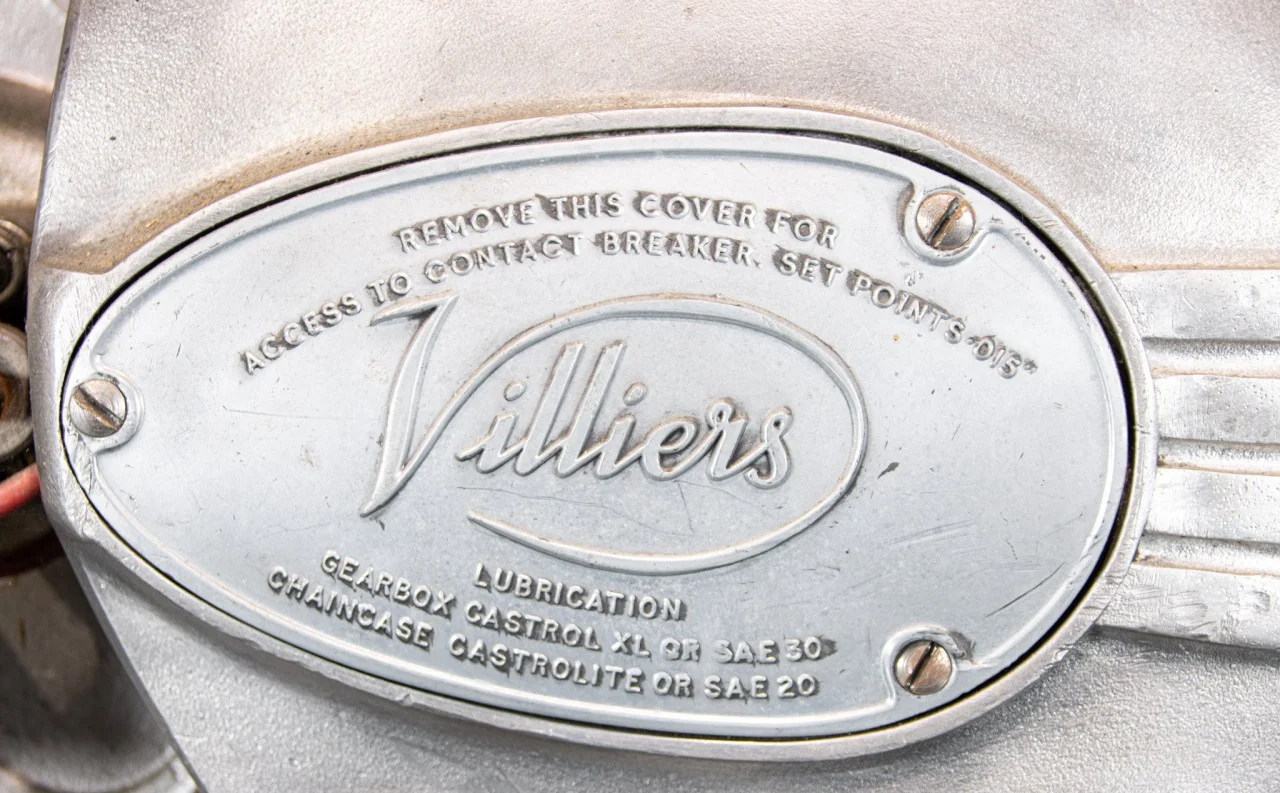 REMOVE THIS COVER FOR
ACCESS TO CONTACT BREAKER. SET POINTS ·015"
Villiers
LUBRICATION
GEARBOX CASTROL XL OR SAE 30
CHAINCASE CASTROLITE OR SAE 20